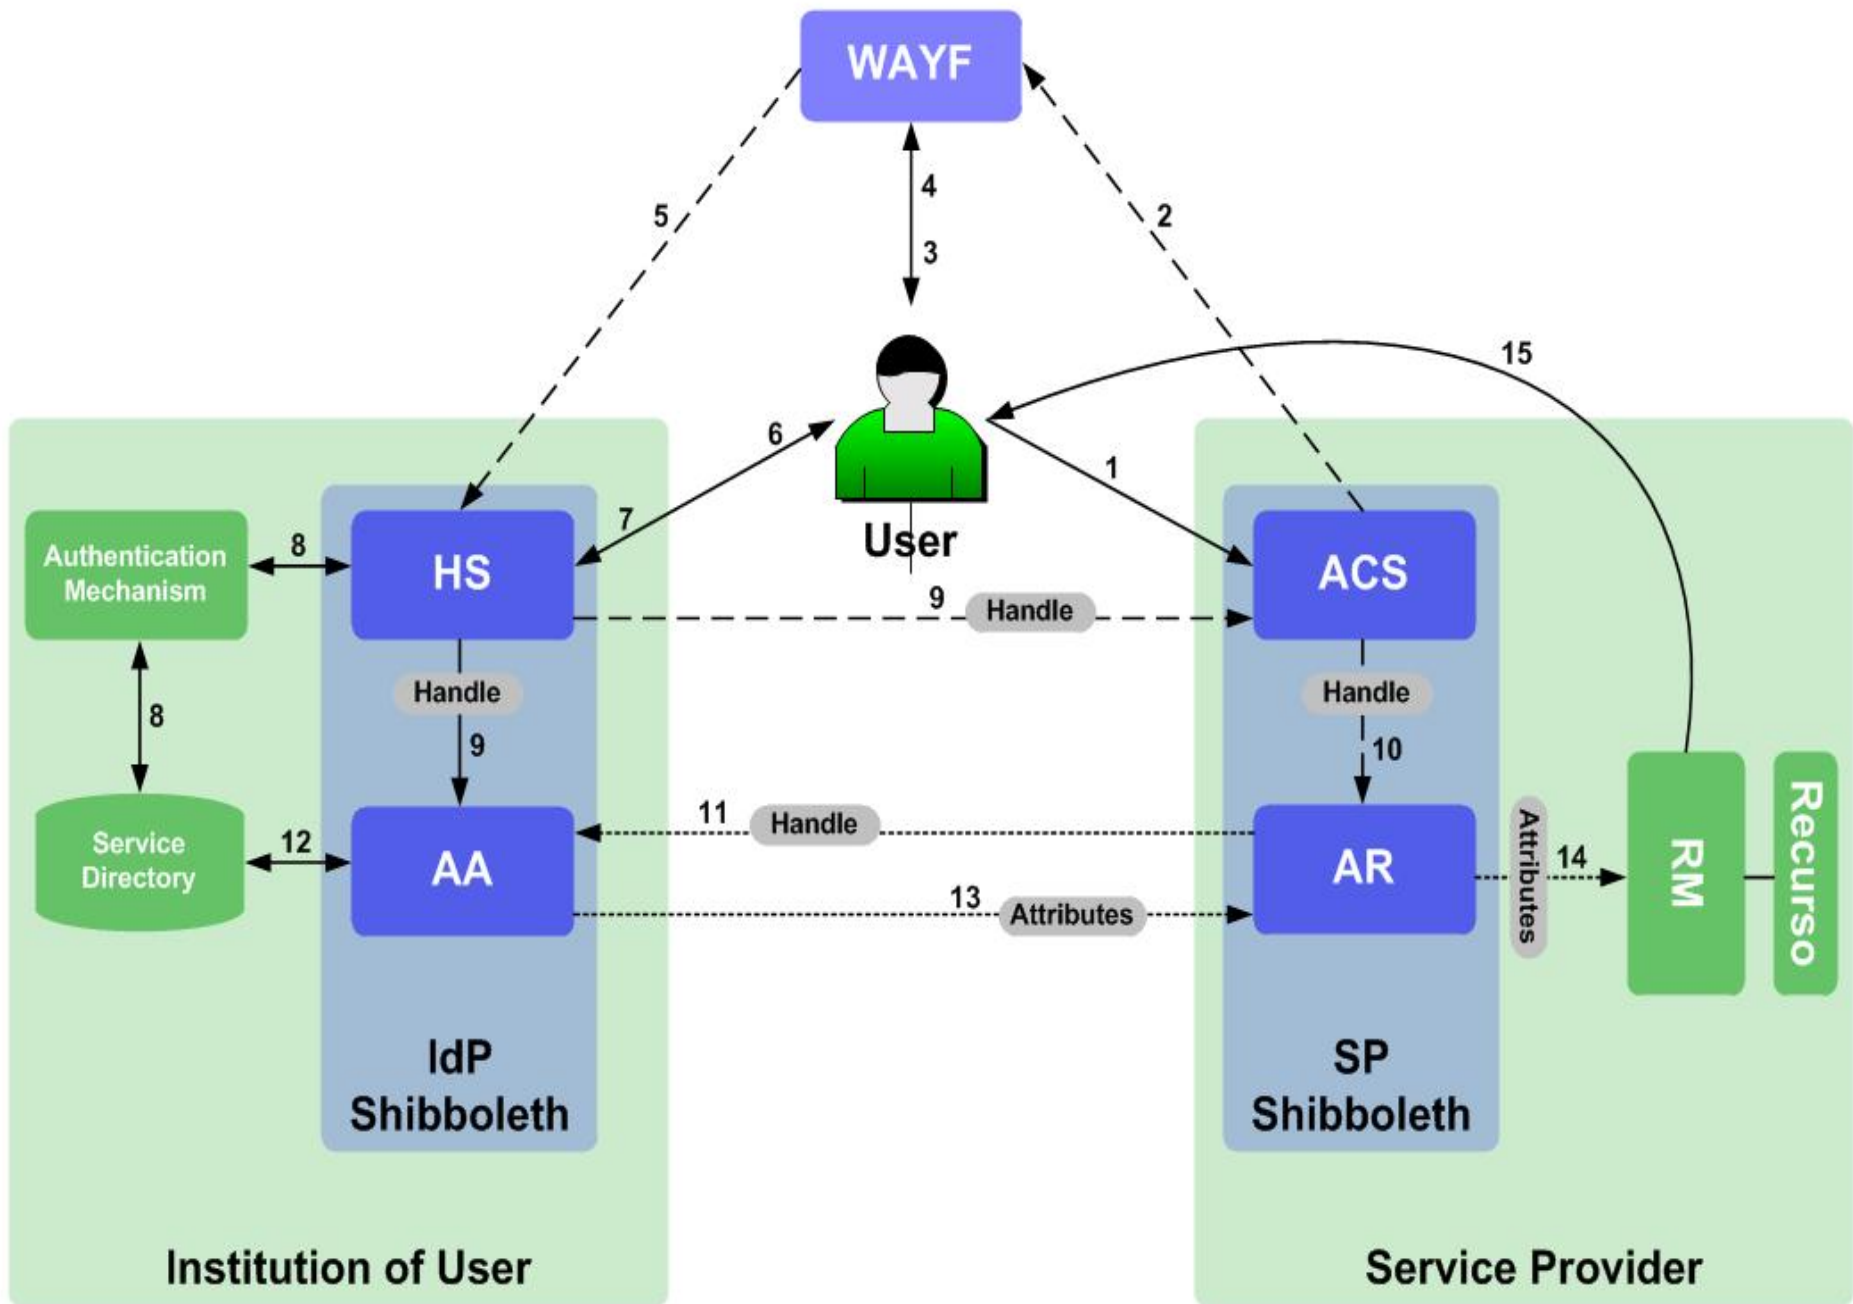 WAYF
5
4
2
3
15
6
1
7
User
Authentication
Mechanism
8
HS
ACS
9
Handle
Handle
Handle
8
9
10
Service
Directory
12
AA
11
Handle
13
Attributes
AR
Attributes
14
RM
Recurso
IdP
Shibboleth
SP
Shibboleth
Institution of User
Service Provider